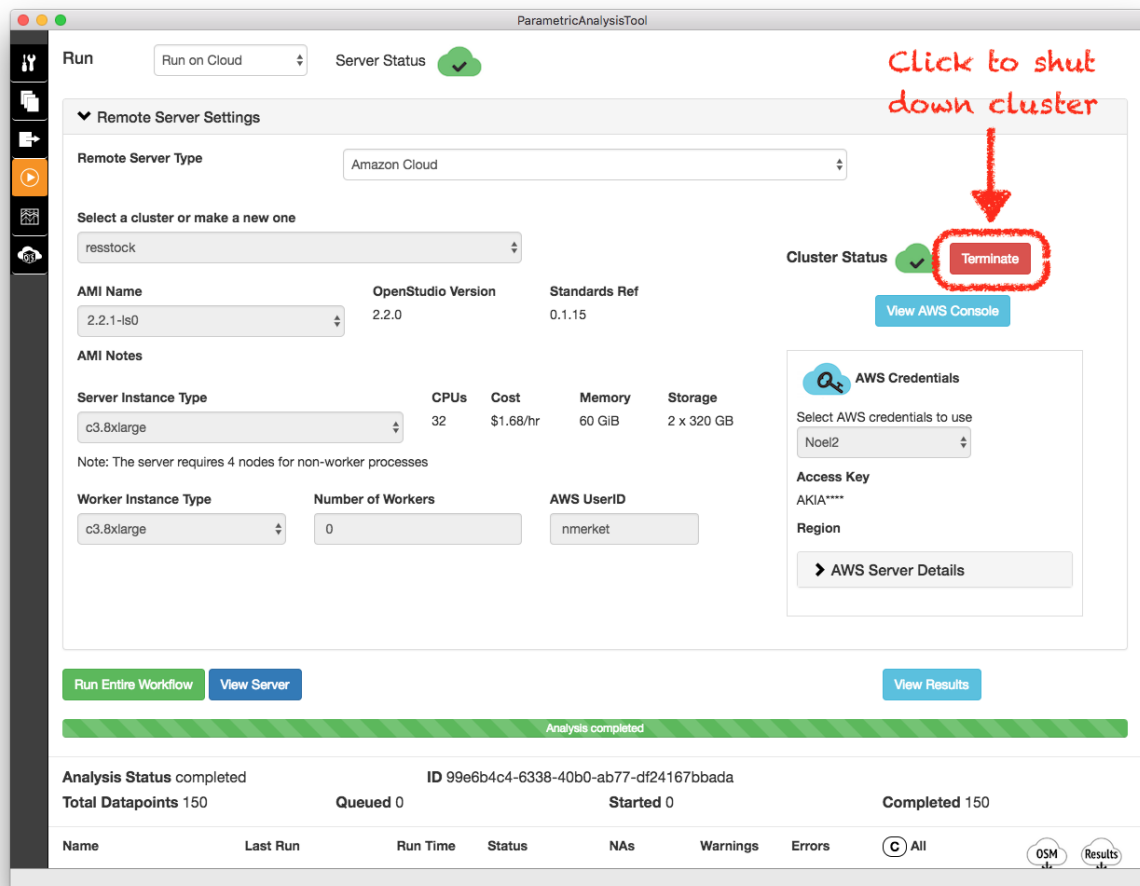 ParametricAnalysisTool
Run
Run on Cloud
Server Status
Click to shut
down cluster
Remote Server Settings
Remote Server Type
Amazon Cloud
Select a cluster or make a new one
resstock
Cluster Status
Terminate
AMI Name
OpenStudio Version
Standards Ref
2.2.1-ls0
2.2.0
0.1.15
View AWS Console
AMI Notes
AWS Credentials
Server Instance Type
CPUs
Cost
Memory
Storage
c3.8xlarge
32
$1.68/hr
60 GiB
2 x 320 GB
Select AWS credentials to use
Noel2
Note: The server requires 4 nodes for non-worker processes
Access Key
AKIA****
Worker Instance Type
Number of Workers
AWS UserID
c3.8xlarge
0
nmerket
Region
AWS Server Details
Run Entire Workflow
View Server
View Results
Analysis completed
Analysis Status completed
ID 99e6b4c4-6338-40b0-ab77-df24167bbada
Total Datapoints 150
Queued 0
Started 0
Completed 150
Name
Last Run
Run Time
Status
NAs
Warnings
Errors
C All
OSM
Results